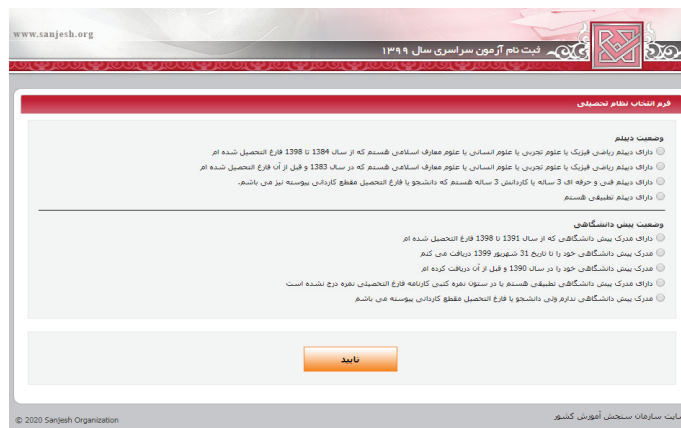 www.sanjesh.org
ثبت نام آزمون سراسری سال ۱۳۹۹
فرم انتخاب نظام تحصیلی
وضعیت دیپلم
دارای دیپلم ریاضی فیزیک یا علوم تجربی یا علوم انسانی یا علوم معارف اسلامی هستم که از سال 1384 تا 1398 فارغ التحصیل شده ام
دارای دیپلم ریاضی فیزیک یا علوم تجربی یا علوم انسانی یا علوم معارف اسلامی هستم که در سال 1383 و قبل از آن فارغ التحصیل شده ام
دارای دیپلم فنی و حرفه ای 3 ساله یا کاردانش 3 ساله هستم که دانشجو یا فارغ التحصیل مقطع کاردانی پیوسته نیز می باشم.
دارای دیپلم تطبیقی هستم
وضعیت پیش دانشگاهی
دارای مدرک پیش دانشگاهی که از سال 1391 تا 1398 فارغ التحصیل شده ام
مدرک پیش دانشگاهی خود را تا تاریخ 31 شهریور 1399 دریافت می کنم
مدرک پیش دانشگاهی خود را در سال 1390 و قبل از آن دریافت کرده ام
دارای مدرک پیش دانشگاهی تطبیقی هستم یا در ستون نمره کتبی کارنامه فارغ التحصیلی نمره درج نشده است
مدرک پیش دانشگاهی ندارم ولی دانشجو یا فارغ التحصیل مقطع کاردانی پیوسته می باشم
تایید
سایت سازمان سنجش آموزش کشور
© 2020 Sanjesh Organization